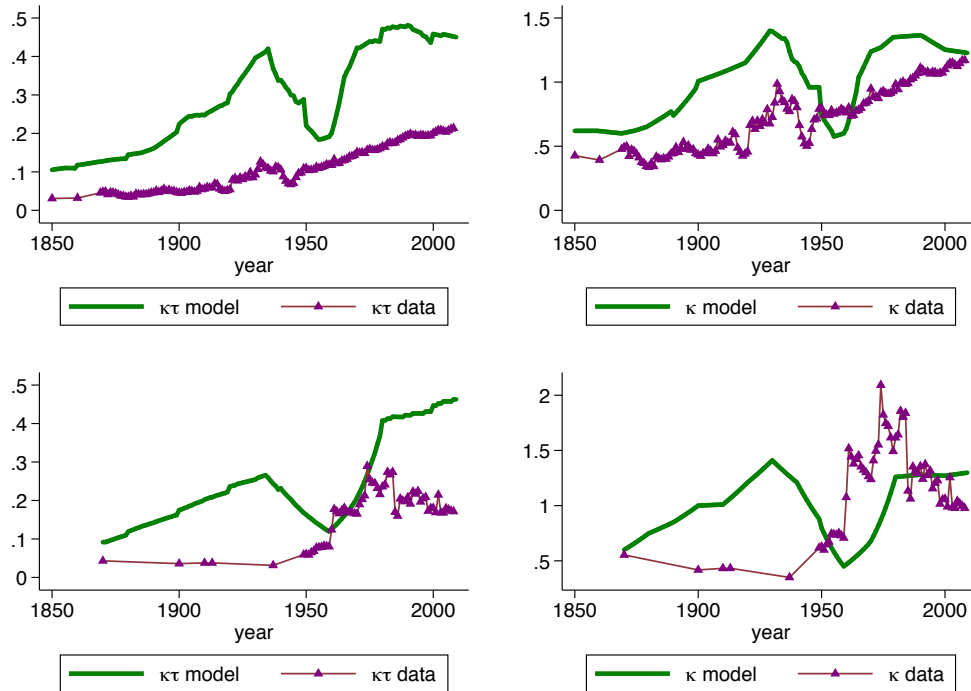 .5
.4
.3
.2
.1
0
1850 1900 1950 2000
year
κτ model κτ data
1.5
1
.5
0
1850 1900 1950 2000
year
κ model κ data
.5
.4
.3
.2
.1
0
1850 1900 1950 2000
year
κτ model κτ data
2
1.5
1
.5
1850 1900 1950 2000
year
κ model κ data